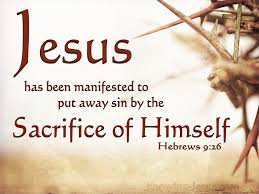 Jesus
has been manifested to
put away sin by the
Sacrifice of Himself
Hebrews 9:26